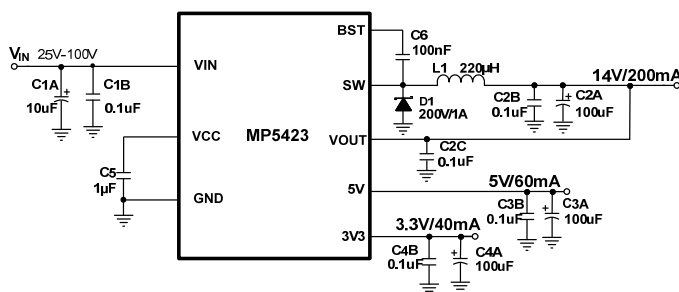 BST
C6
100nF
VIN 25V-100V
VIN
C1A
+
10uF
C1B
0.1uF
SW
L1 220µH
14V/200mA
D1
200V/1A
C2B
0.1uF
+
C2A
100uF
VCC
MP5423
VOUT
C2C
0.1uF
C5
1µF
GND
5V
5V/60mA
C3B
0.1uF
+
C3A
100uF
3V3
3.3V/40mA
C4B
0.1uF
+
C4A
100uF